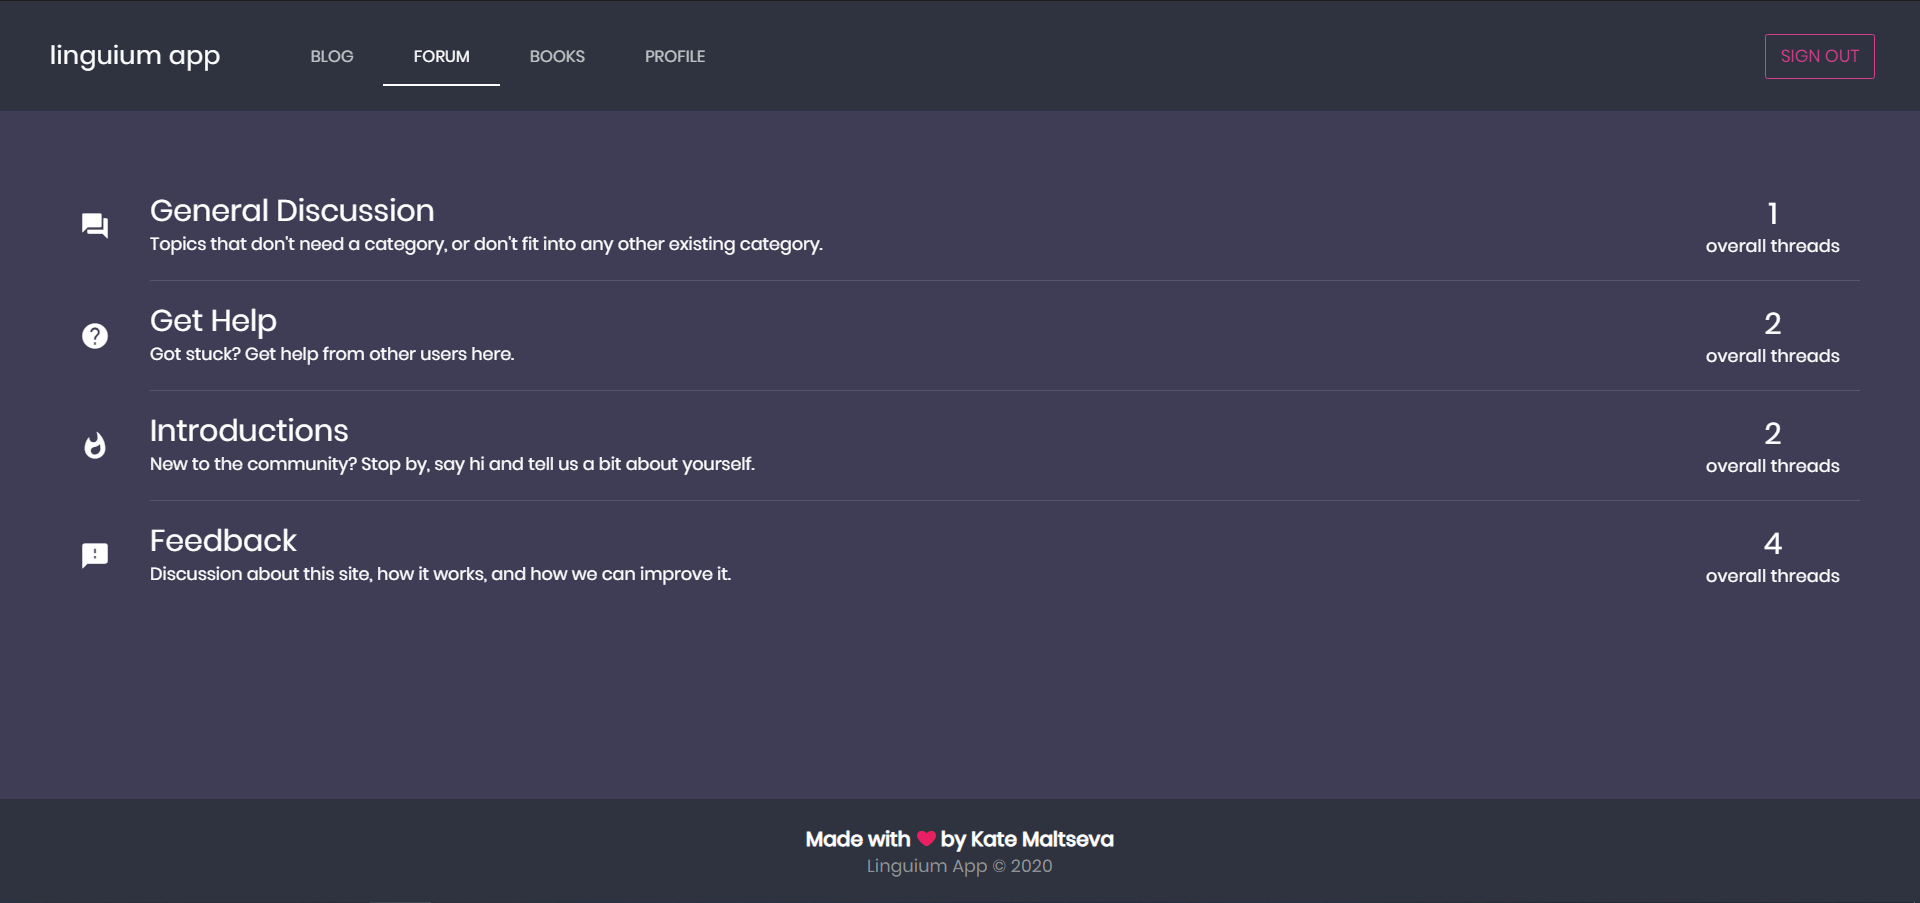 linguium app
BLOG
FORUM
BOOKS
PROFILE
SIGN OUT
General Discussion
Topics that don't need a category, or don't fit into any other existing category.
1
overall threads
Get Help
Got stuck? Get help from other users here.
2
overall threads
Introductions
New to the community? Stop by, say hi and tell us a bit about yourself.
2
overall threads
Feedback
Discussion about this site, how it works, and how we can improve it.
4
overall threads
Made with ❤ by Kate Maltseva
Linguium App © 2020